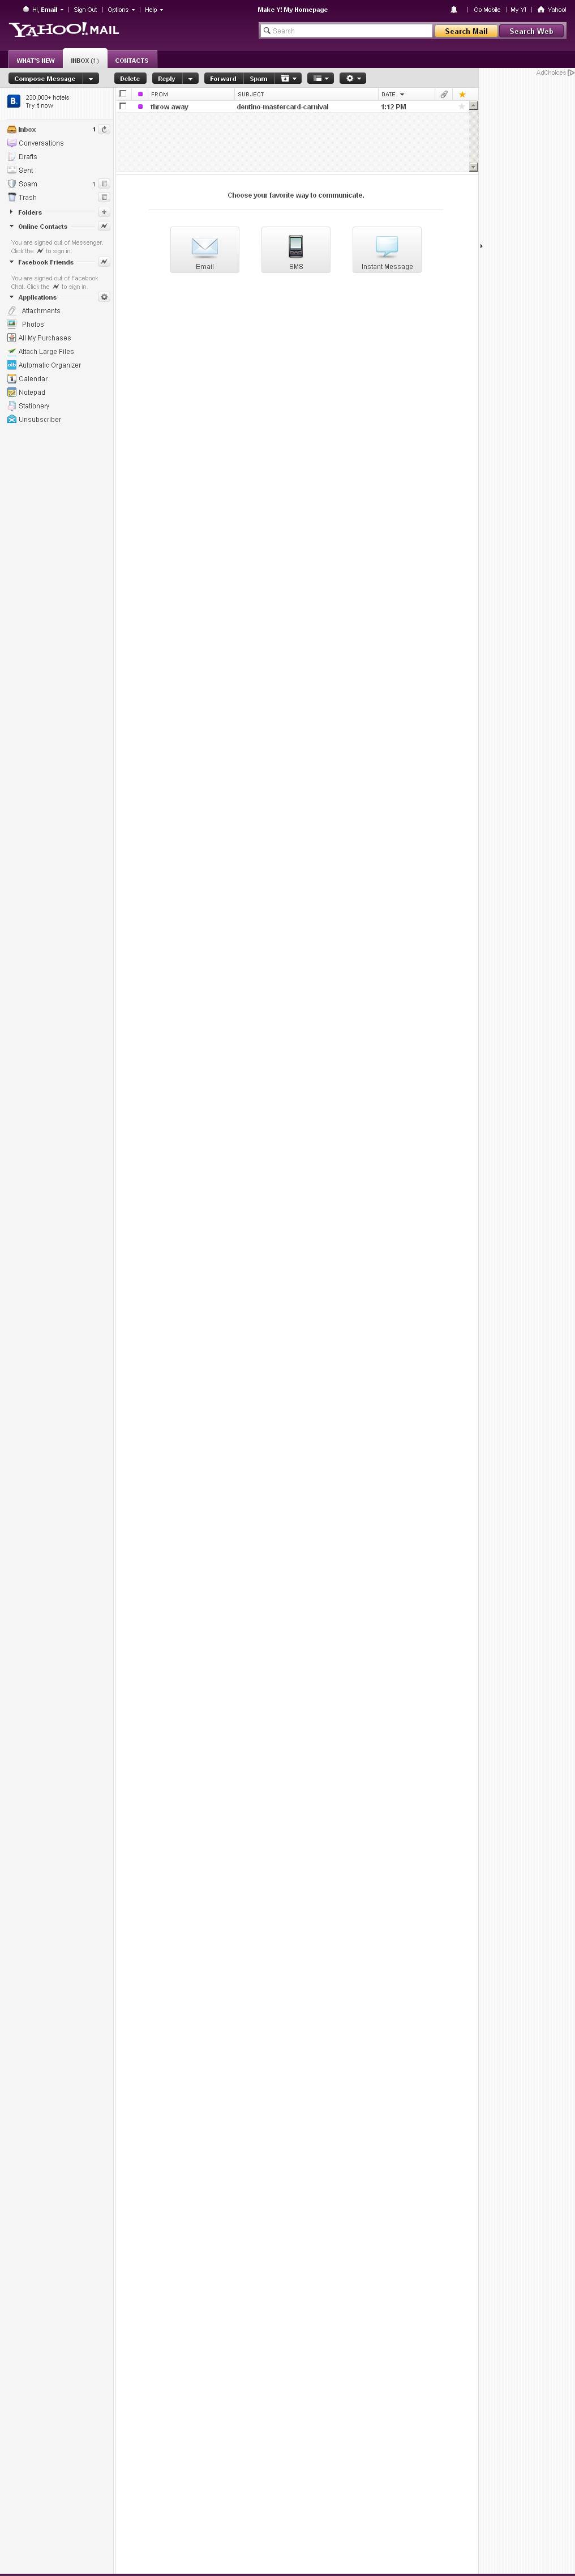 Hi, Email Sign Out Options Help Make Y! My Homepage Go Mobile My Y! Yahoo!
YAHOO! MAIL Search Search Mail Search Web
WHAT'S NEW INBOX (1) CONTACTS
AdChoices
Compose Message Delete Reply Forward Spam
B. 230,000+ hotels
Try it now
FROM SUBJECT DATE
throw away dentino-mastercard-carnival 1:12 PM
Inbox 1
Conversations
Drafts
Sent
Spam 1
Trash
Folders
Online Contacts
You are signed out of Messenger.
Click the to sign in.
Facebook Friends
You are signed out of Facebook
Chat. Click the to sign in.
Applications
Attachments
Photos
All My Purchases
Attach Large Files
Automatic Organizer
Calendar
Notepad
Stationery
Unsubscriber
Choose your favorite way to communicate.
Email SMS Instant Message